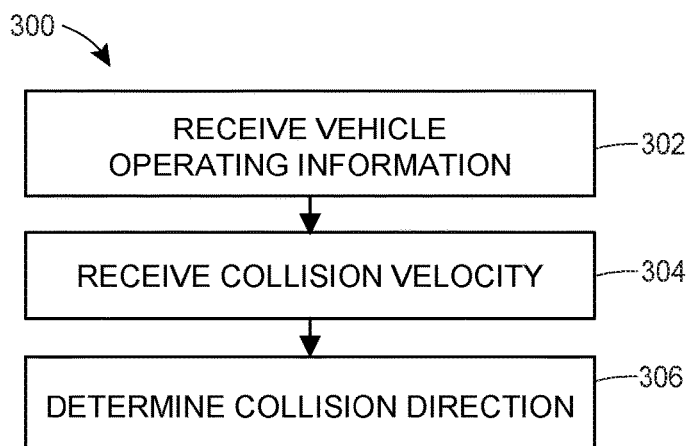 300
RECEIVE VEHICLE
OPERATING INFORMATION
302
RECEIVE COLLISION VELOCITY
304
DETERMINE COLLISION DIRECTION
306